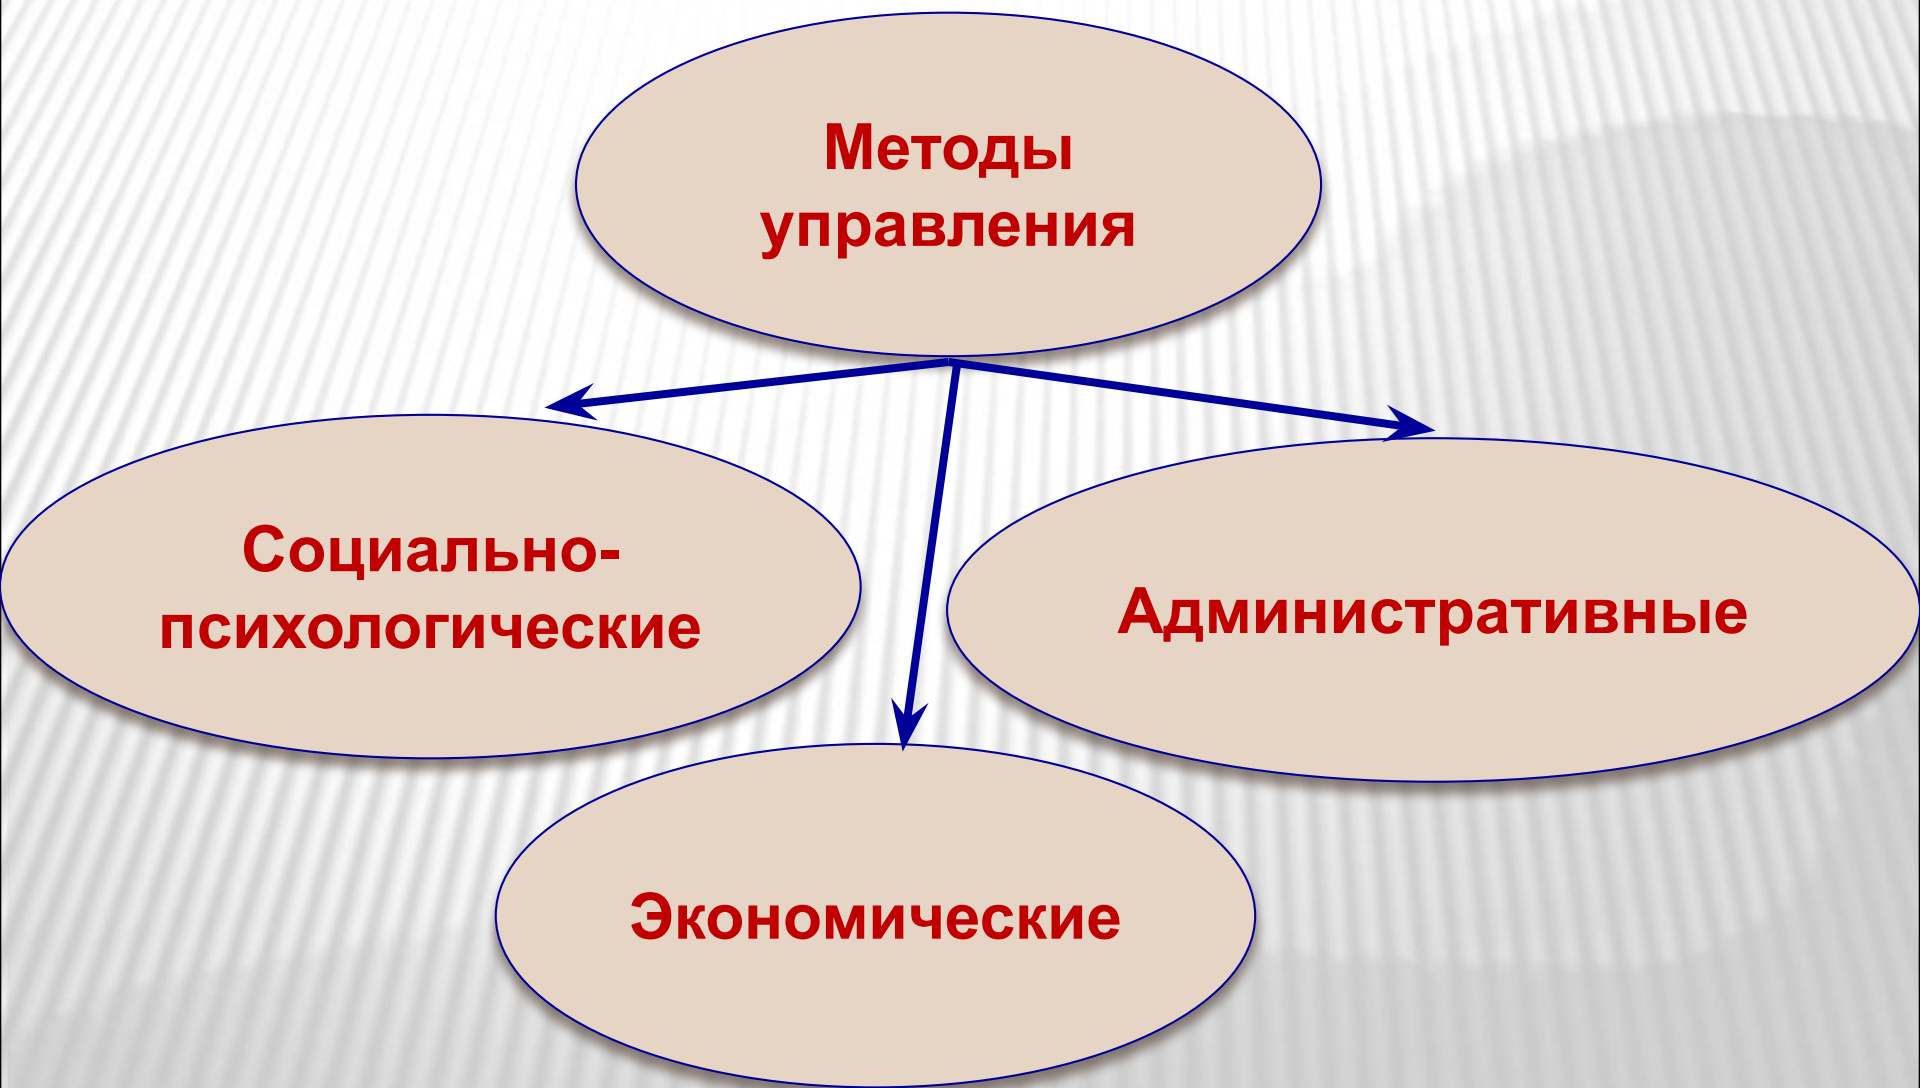 Методы
управления
Социально-
психологические
Административные
Экономические